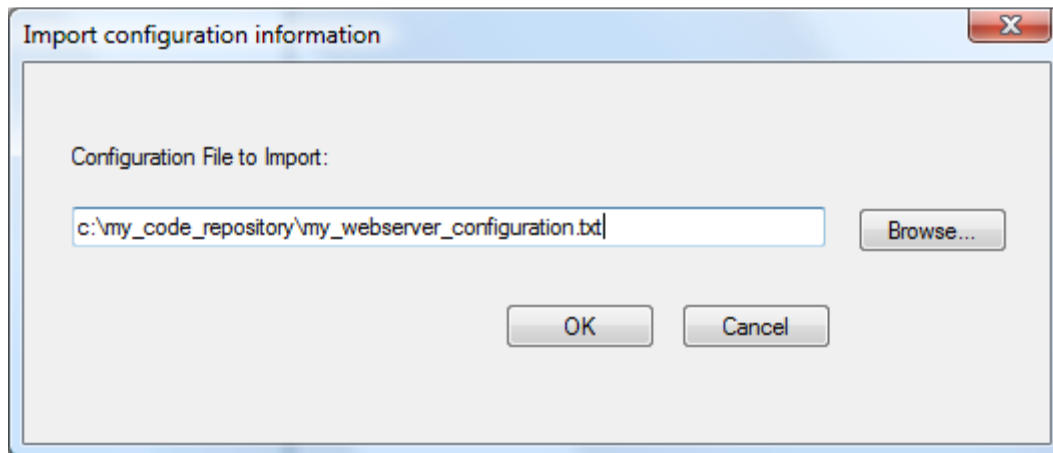 Import configuration information
Configuration File to Import:
c:\my_code_repository\my_webserver_configuration.txt
Browse...
OK
Cancel